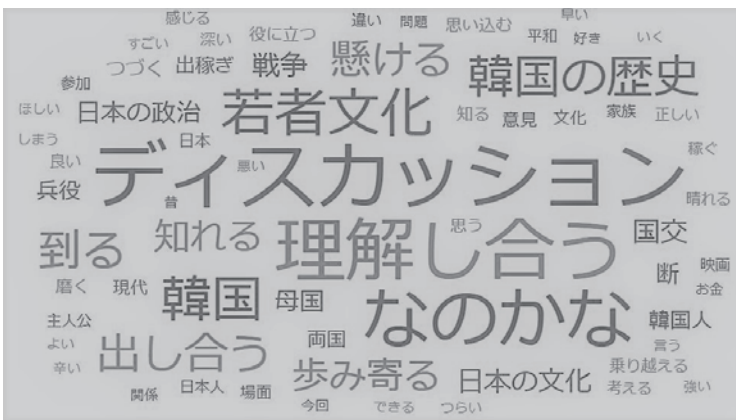 感じる 違い 問題 思い込む 早い
すごい 深い 役に立つ 平和 好き いく
つづく 出稼ぎ 戦争 懸ける 韓国の歴史
参加
ほしい 日本の政治 若者文化 知る 意見 文化 家族 正しい
しまう 日本 稼ぐ
良い 悪い ディスカッション
兵役 昔 晴れる
到る 知れる 理解し合う 思う 国交
断 映画
磨く 現代 韓国 母国 なのかな お金
主人公 両国 韓国人
よい 出し合う 言う
辛い 歩み寄る 日本の文化 乗り越える
関係 日本人 場面 考える 強い
今回 できる つらい